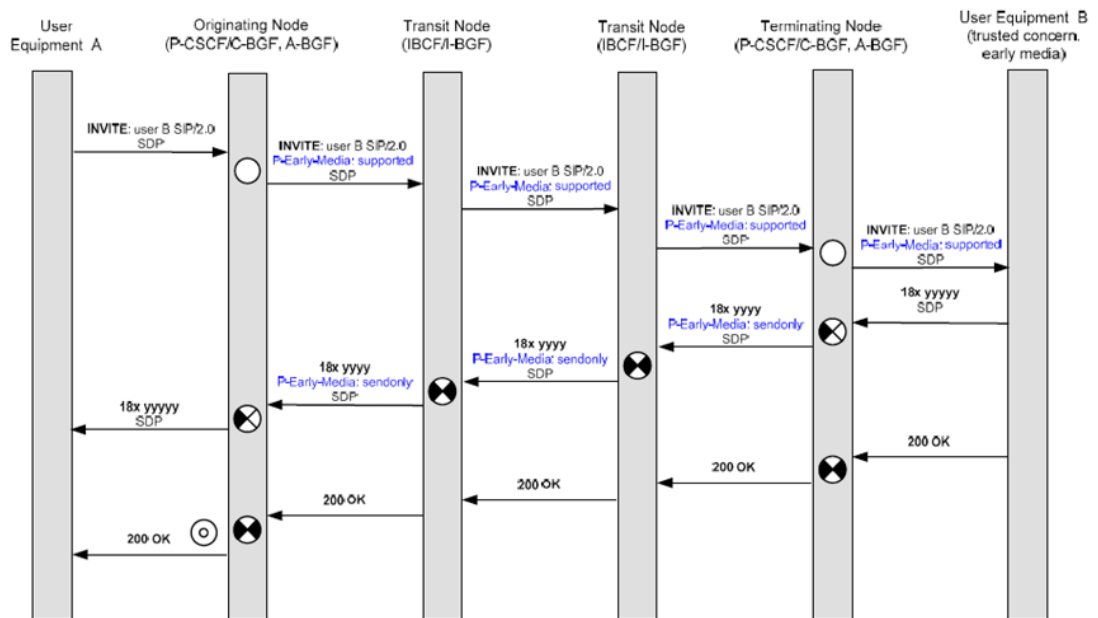 User
Equipment A
Originating Node
(P-CSCF/C-BGF, A-BGF)
Transit Node
(IBCF/I-BGF)
Transit Node
(IBCF/I-BGF)
Terminating Node
(P-CSCF/C-BGF, A-BGF)
User Equipment B
(trusted concern.
early media)
INVITE: user B SIP/2.0
SDP
INVITE: user B SIP/2.0
P-Early-Media: supported
SDP
INVITE: user B SIP/2.0
P-Early-Media: supported
SDP
INVITE: user B SIP/2.0
P-Early-Media: supported
SDP
INVITE: user B SIP/2.0
P-Early-Media: supported
SDP
18x yyyyy
SDP
18x yyyy
P-Early-Media: sendonly
SDP
18x yyyy
P-Early-Media: sendonly
SDP
18x yyyy
P-Early-Media: sendonly
SDP
18x yyyyy
SDP
200 OK
200 OK
200 OK
200 OK
200 OK